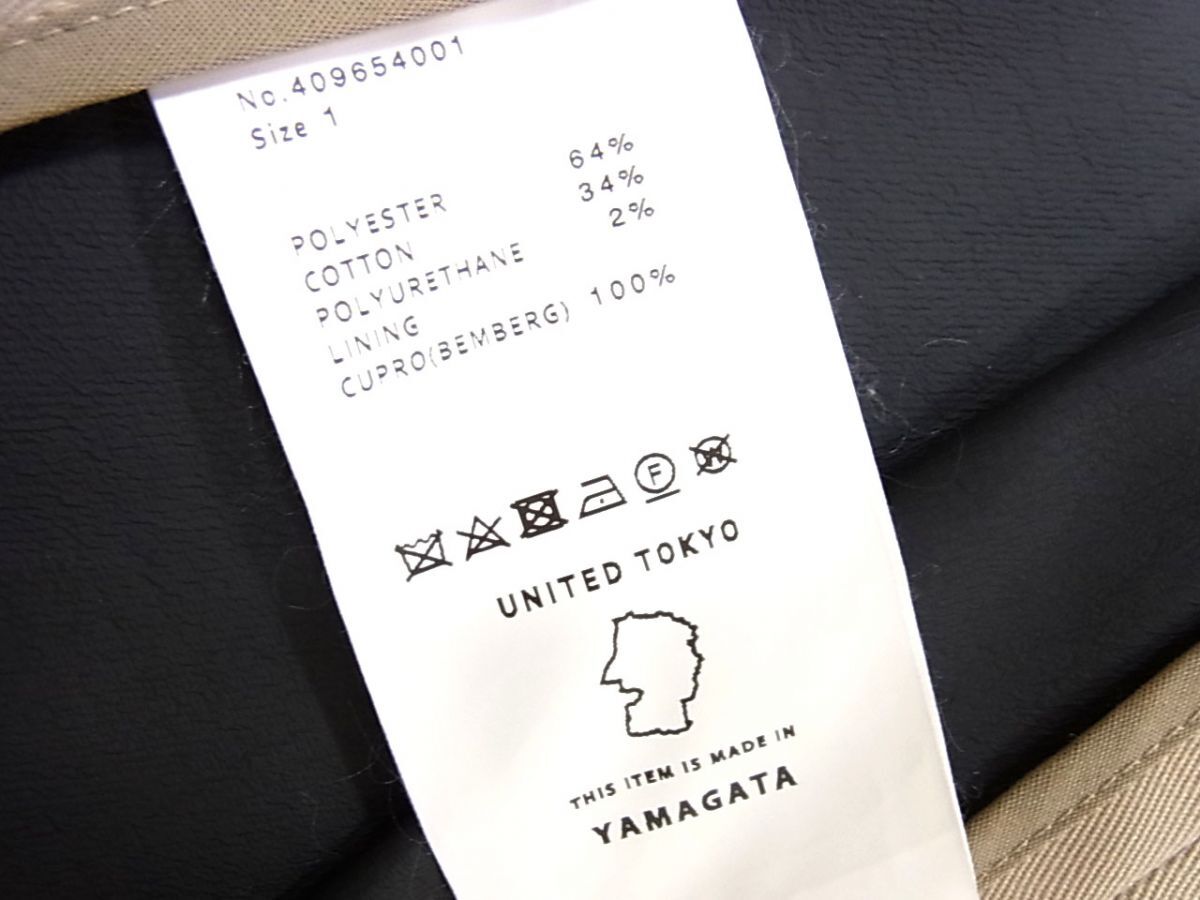 No.409654001
Size 1
POLYESTER 64%
COTTON 34%
POLYURETHANE 2%
LINING
CUPRO(BEMBERG) 100%
F W
UNITED TOKYO
THIS ITEM IS MADE IN
YAMAGATA